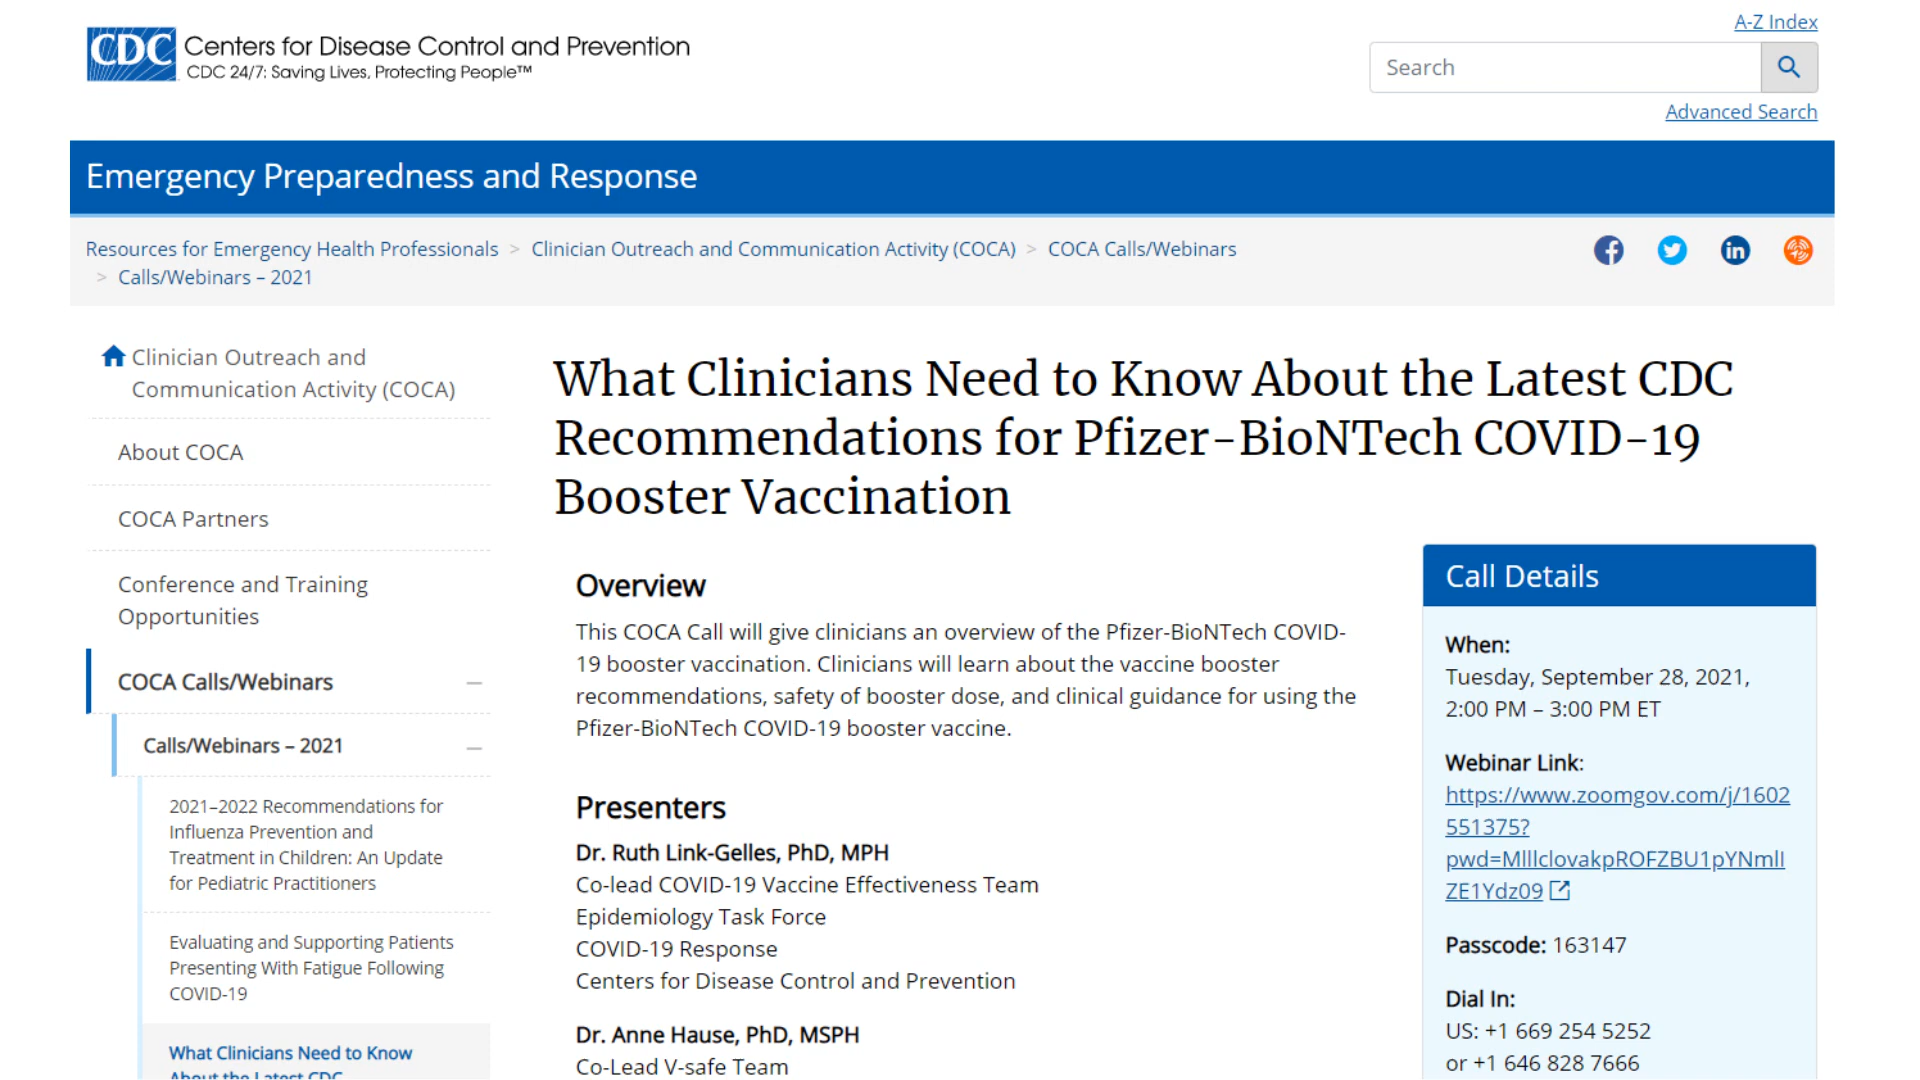 CDC Centers for Disease Control and Prevention
CDC 24/7: Saving Lives, Protecting People™
A-Z Index
Search
Advanced Search
Emergency Preparedness and Response
Resources for Emergency Health Professionals > Clinician Outreach and Communication Activity (COCA) > COCA Calls/Webinars
> Calls/Webinars – 2021
Clinician Outreach and
Communication Activity (COCA)
About COCA
COCA Partners
Conference and Training
Opportunities
COCA Calls/Webinars
Calls/Webinars – 2021
2021–2022 Recommendations for
Influenza Prevention and
Treatment in Children: An Update
for Pediatric Practitioners
Evaluating and Supporting Patients
Presenting With Fatigue Following
COVID-19
What Clinicians Need to Know
About the Latest CDC
What Clinicians Need to Know About the Latest CDC
Recommendations for Pfizer-BioNTech COVID-19
Booster Vaccination
Overview
This COCA Call will give clinicians an overview of the Pfizer-BioNTech COVID-
19 booster vaccination. Clinicians will learn about the vaccine booster
recommendations, safety of booster dose, and clinical guidance for using the
Pfizer-BioNTech COVID-19 booster vaccine.
Presenters
Dr. Ruth Link-Gelles, PhD, MPH
Co-lead COVID-19 Vaccine Effectiveness Team
Epidemiology Task Force
COVID-19 Response
Centers for Disease Control and Prevention
Dr. Anne Hause, PhD, MSPH
Co-Lead V-safe Team
Call Details
When:
Tuesday, September 28, 2021,
2:00 PM – 3:00 PM ET
Webinar Link:
https://www.zoomgov.com/j/1602
551375?
pwd=MlllclovakpROFZBU1pYNmlI
ZE1Ydz09
Passcode: 163147
Dial In:
US: +1 669 254 5252
or +1 646 828 7666